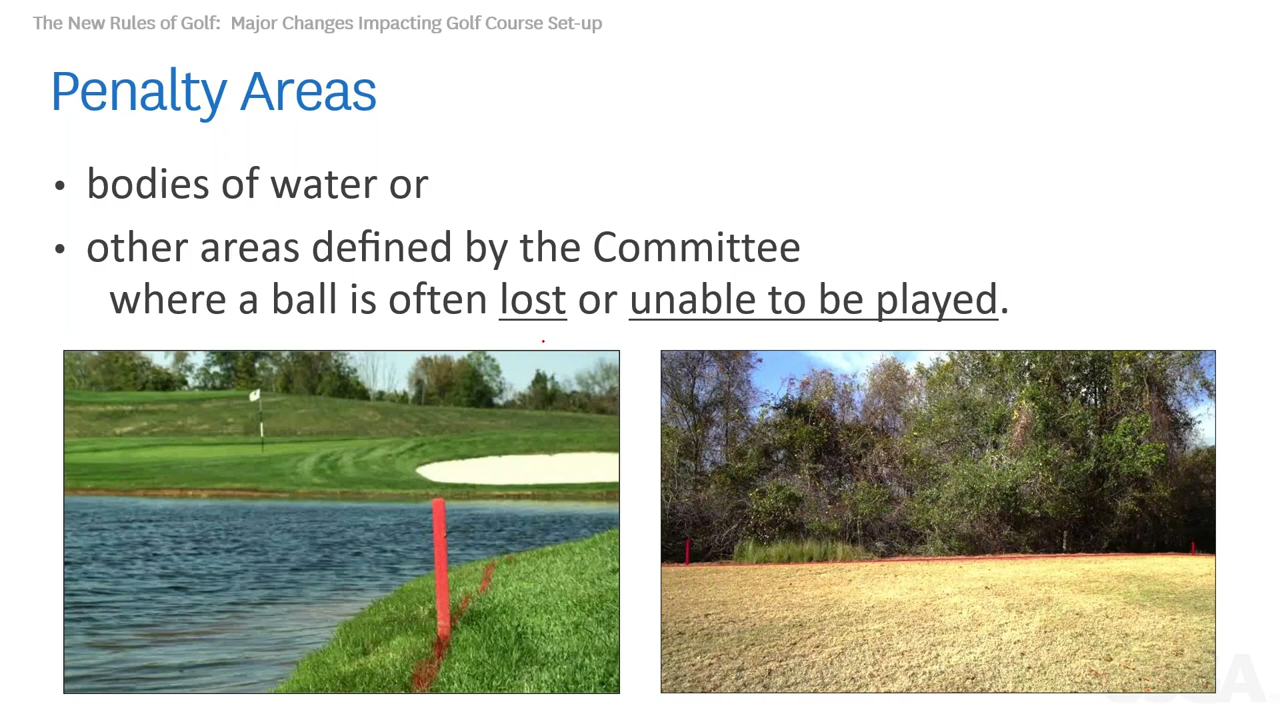 The New Rules of Golf: Major Changes Impacting Golf Course Set-up
Penalty Areas
• bodies of water or
• other areas defined by the Committee
where a ball is often lost or unable to be played.